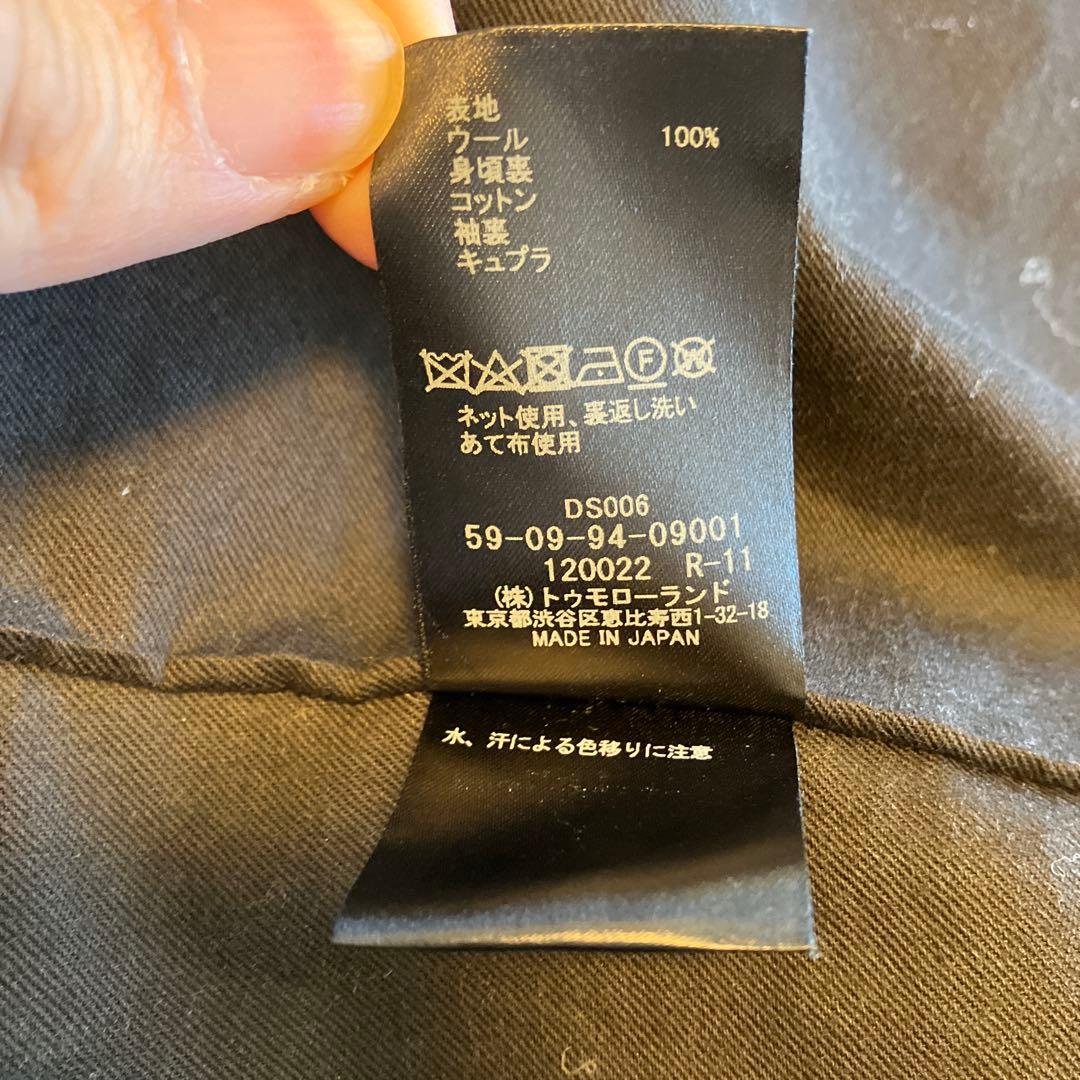 表地
ウール 100%
身頃裏
コットン
袖裏
キュプラ
F W
ネット使用、裏返し洗い
あて布使用
DS006
59-09-94-09001
120022 R-11
(株)トゥモローランド
東京都渋谷区恵比寿西1-32-18
MADE IN JAPAN
水、汗による色移りに注意